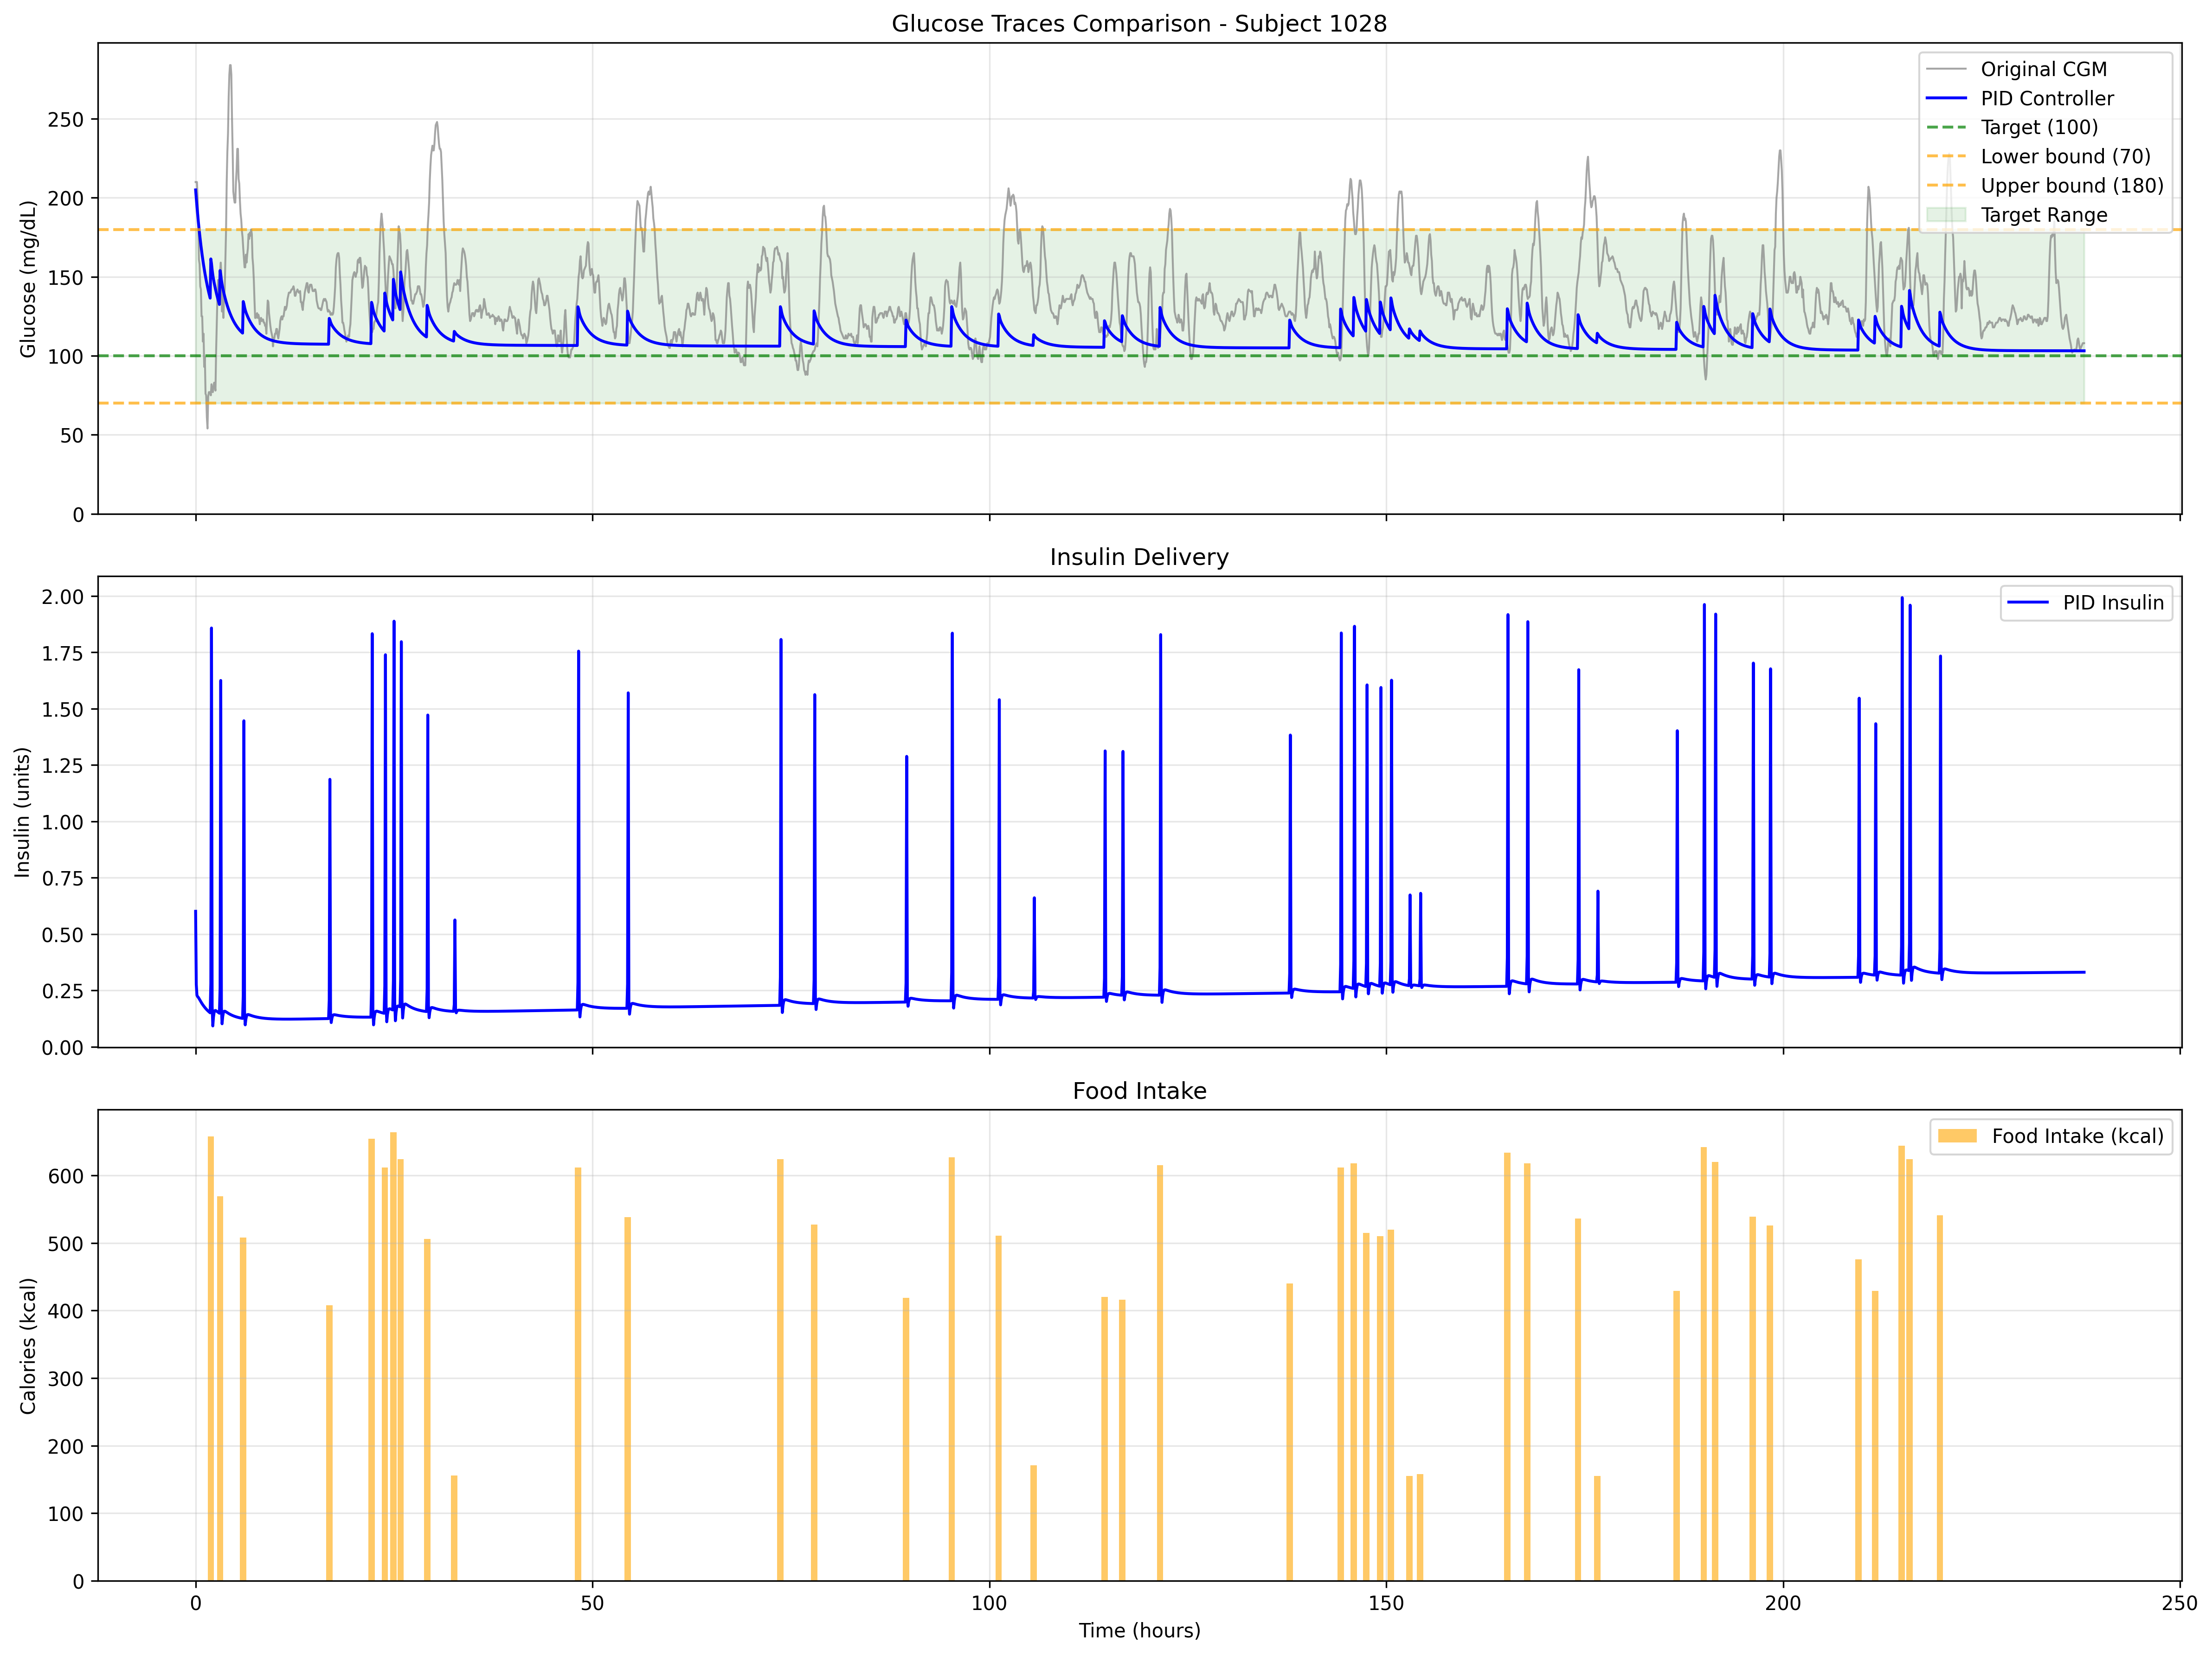 Glucose Traces Comparison - Subject 1028
Glucose (mg/dL)
250
200
150
100
50
0
Original CGM
PID Controller
Target (100)
Lower bound (70)
Upper bound (180)
Target Range
Insulin Delivery
Insulin (units)
2.00
1.75
1.50
1.25
1.00
0.75
0.50
0.25
0.00
PID Insulin
Food Intake
Calories (kcal)
600
500
400
300
200
100
0
Food Intake (kcal)
0
50
100
150
200
250
Time (hours)